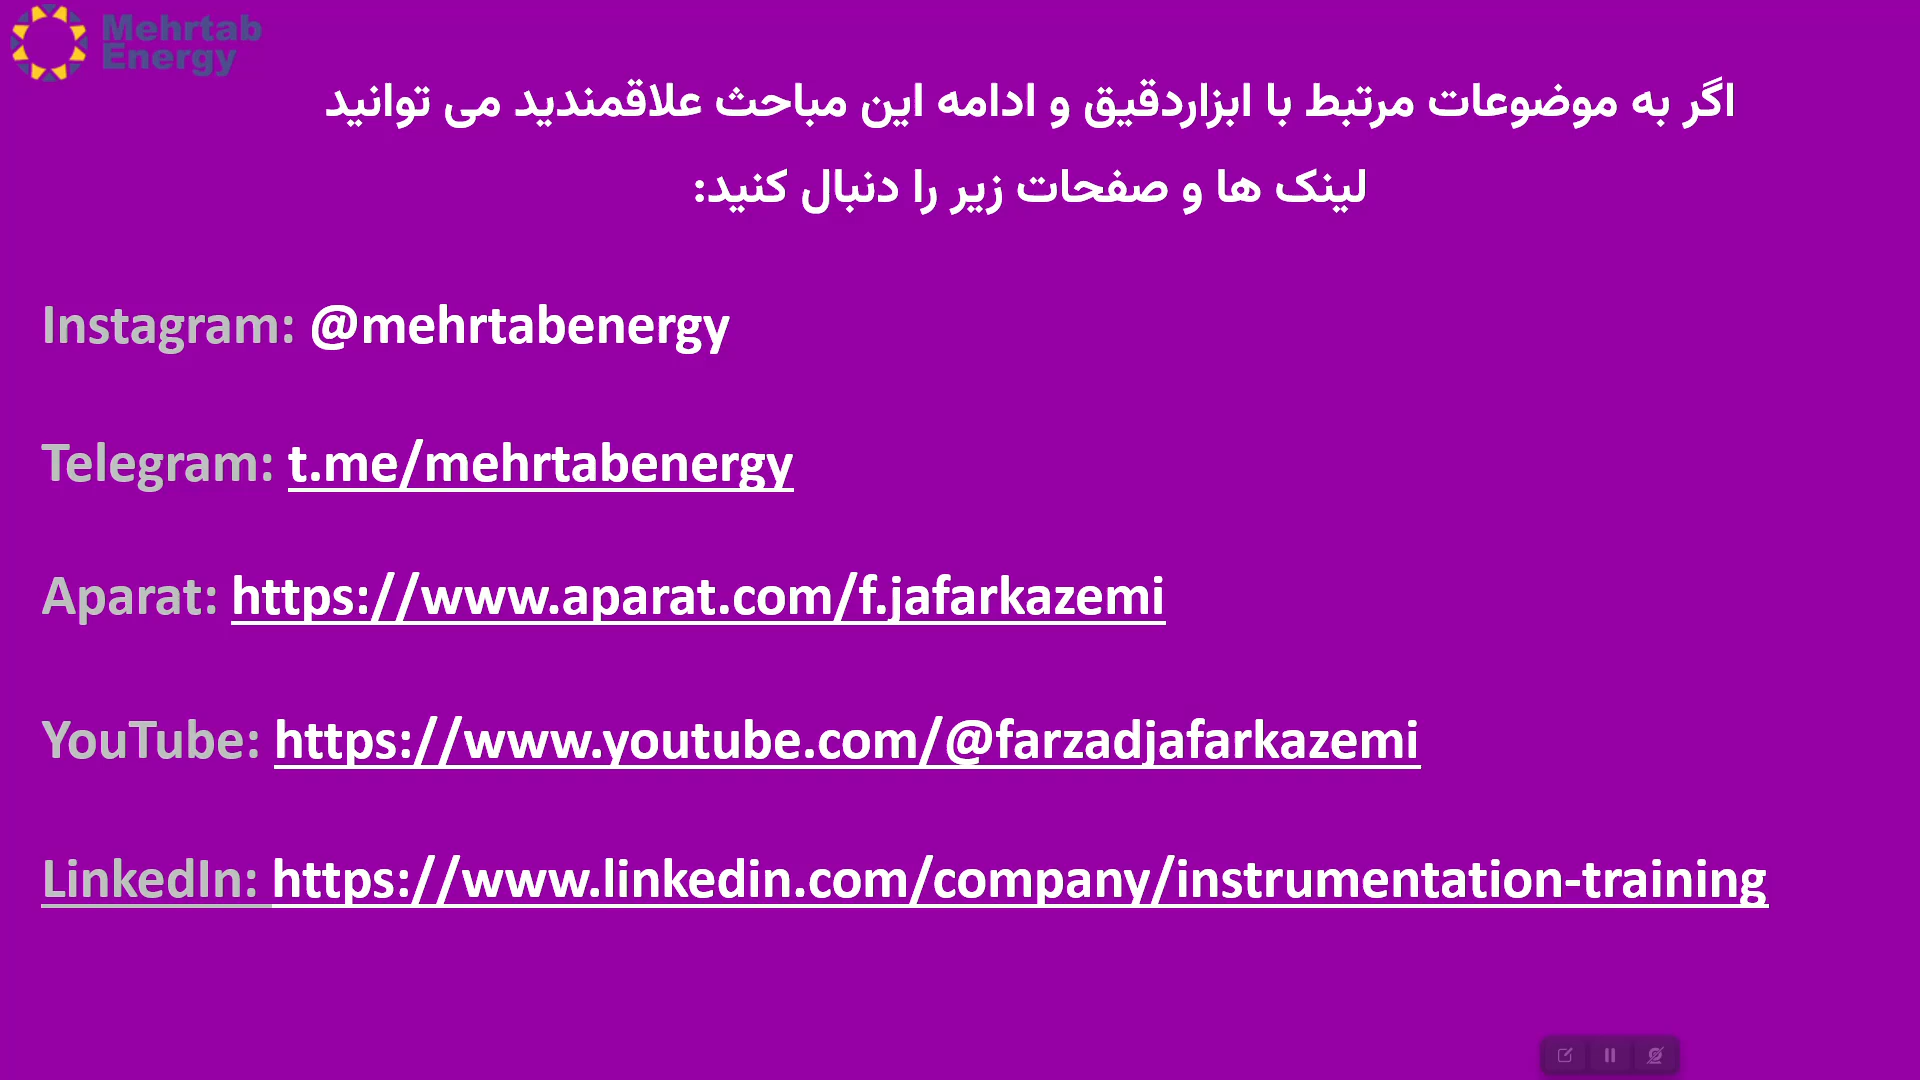 Mehrtab
Energy
اگر به موضوعات مرتبط با ابزاردقیق و ادامه این مباحث علاقمندید می توانید
لینک ها و صفحات زیر را دنبال کنید:
Instagram: @mehrtabenergy
Telegram: t.me/mehrtabenergy
Aparat: https://www.aparat.com/f.jafarkazemi
YouTube: https://www.youtube.com/@farzadjafarkazemi
LinkedIn: https://www.linkedin.com/company/instrumentation-training